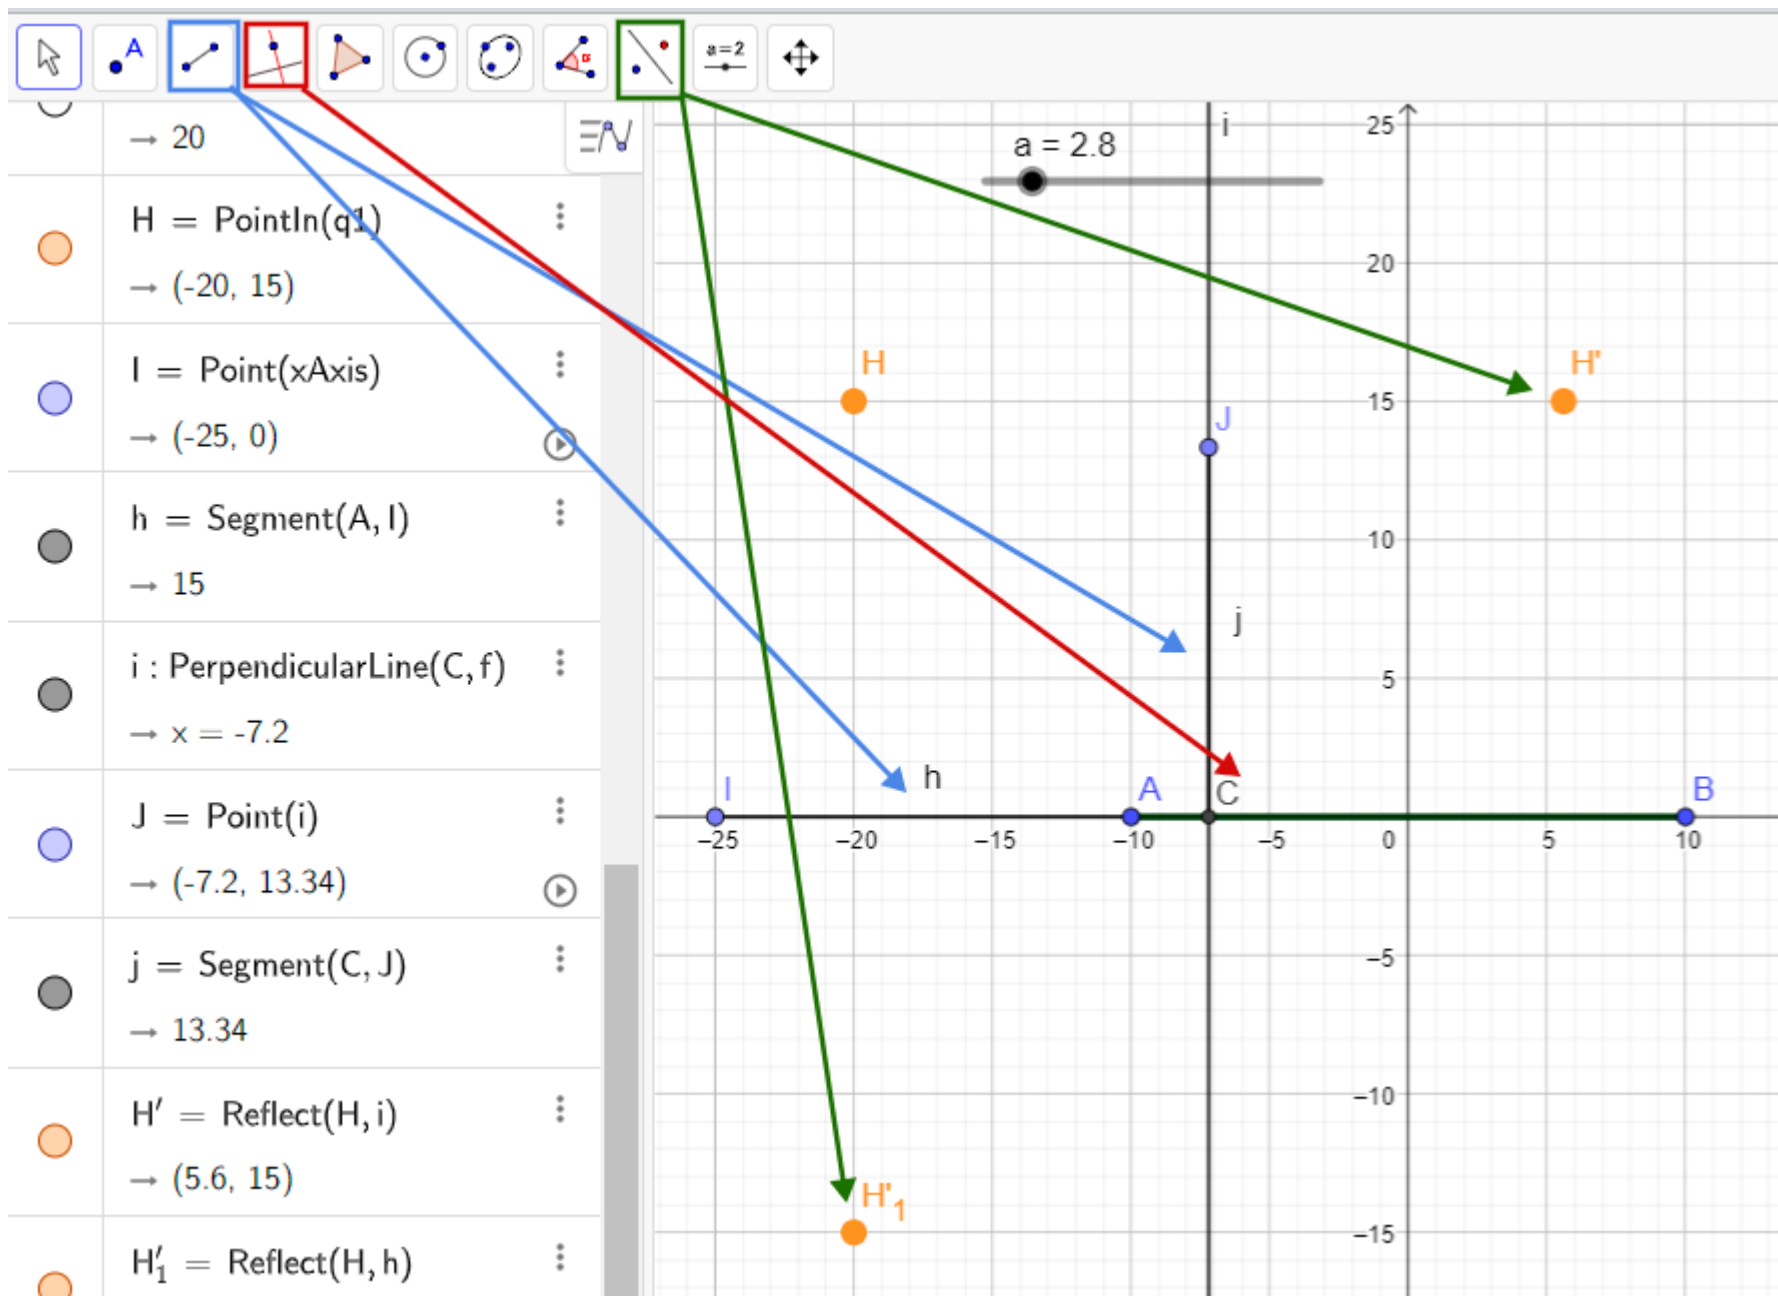 A
α
a=2
→ 20
H = PointIn(q1)
→ (-20, 15)
I = Point(xAxis)
→ (-25, 0)
h = Segment(A, I)
→ 15
i : PerpendicularLine(C, f)
→ x = -7.2
J = Point(i)
→ (-7.2, 13.34)
j = Segment(C, J)
→ 13.34
H′ = Reflect(H, i)
→ (5.6, 15)
H′₁ = Reflect(H, h)
i
25
a = 2.8
20
H
H'
15
J
10
j
5
h
I
A
C
B
−25
−20
−15
−10
−5
0
5
10
−5
−10
H'₁
−15